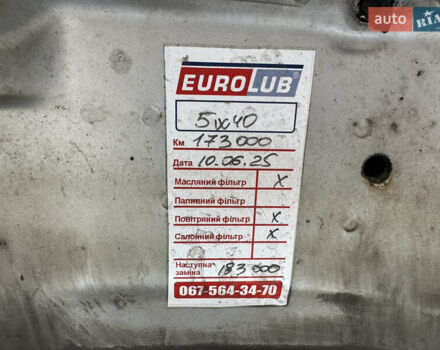 auto RIA
EUROLUB®
5w40
Км 173000
Дата 10.06.25
Масляний фільтр X
Паливний фільтр
Повітряний фільтр X
Салонний фільтр X
Наступна
заміна 183000
067-564-34-70